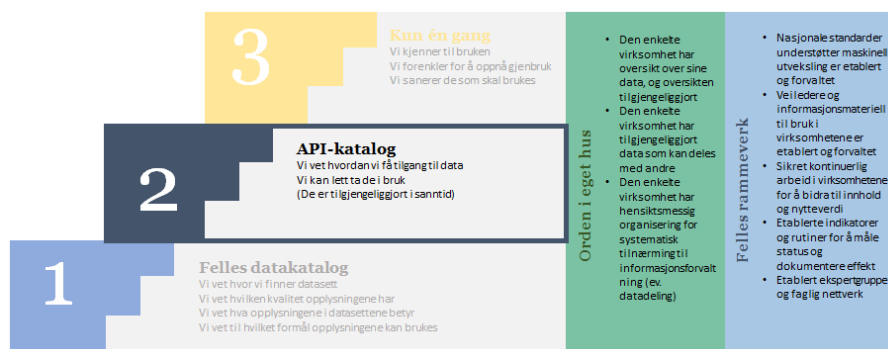 3
Kun én gang
Vi kjenner til bruken
Vi forenkler for å oppnå gjenbruk
Vi sanerer de som skal brukes
2
API-katalog
Vi vet hvordan vi få tilgang til data
Vi kan lett ta de i bruk
(De er tilgjengeliggjort i sanntid)
1
Felles datakatalog
Vi vet hvor vi finner datasett
Vi vet hvilken kvalitet opplysningene har
Vi vet hva opplysningene i datasettene betyr
Vi vet til hvilket formål opplysningene kan brukes
Orden i eget hus
• Den enkelte
virksomhet har
oversikt over sine
data, og oversikten
tilgjengeliggjort
• Den enkelte
virksomhet har
tilgjengeliggjort
data som kan deles
med andre
• Den enkelte
virksomhet har
hensiktsmessig
organisering for
systematisk
tilnærming til
informasjonsforvalt
ning (ev.
datadeling)
Felles rammeverk
• Nasjonale standarder
understøtter maskinell
utveksling er etablert
og forvaltet
• Veiledere og
informasjonsmateriell
til bruk i
virksomhetene er
etablert og forvaltet
• Sikret kontinuerlig
arbeid i virksomhetene
for å bidra til innhold
og nytteverdi
• Etablerte indikatorer
og rutiner for å måle
status og
dokumentere effekt
• Etablert ekspertgruppe
og faglig nettverk